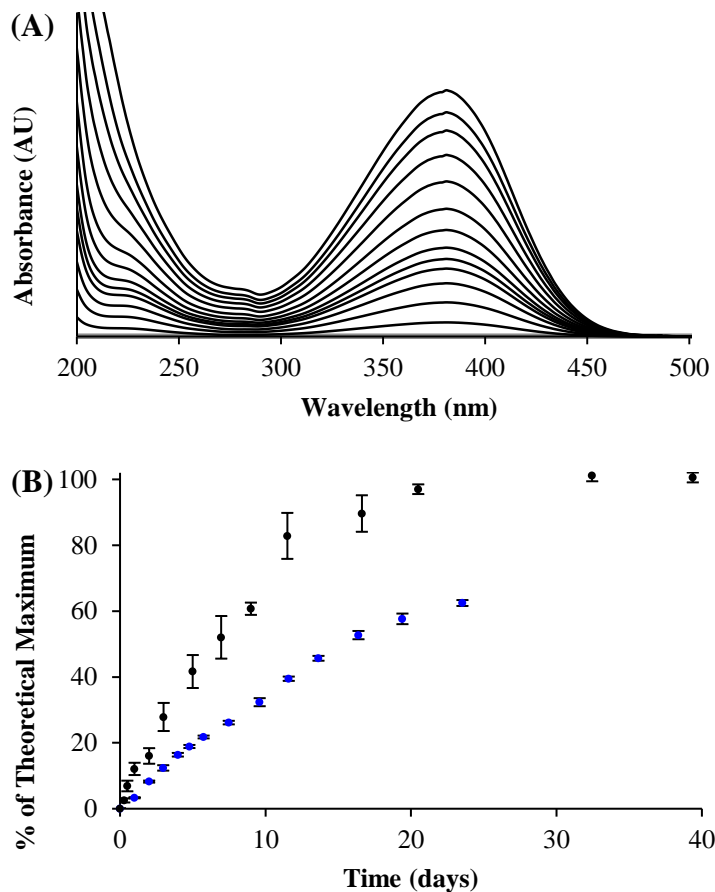 (A)
Absorbance (AU)
200 250 300 350 400 450 500
Wavelength (nm)
(B)
% of Theoretical Maximum
100
80
60
40
20
0
0 10 20 30 40
Time (days)